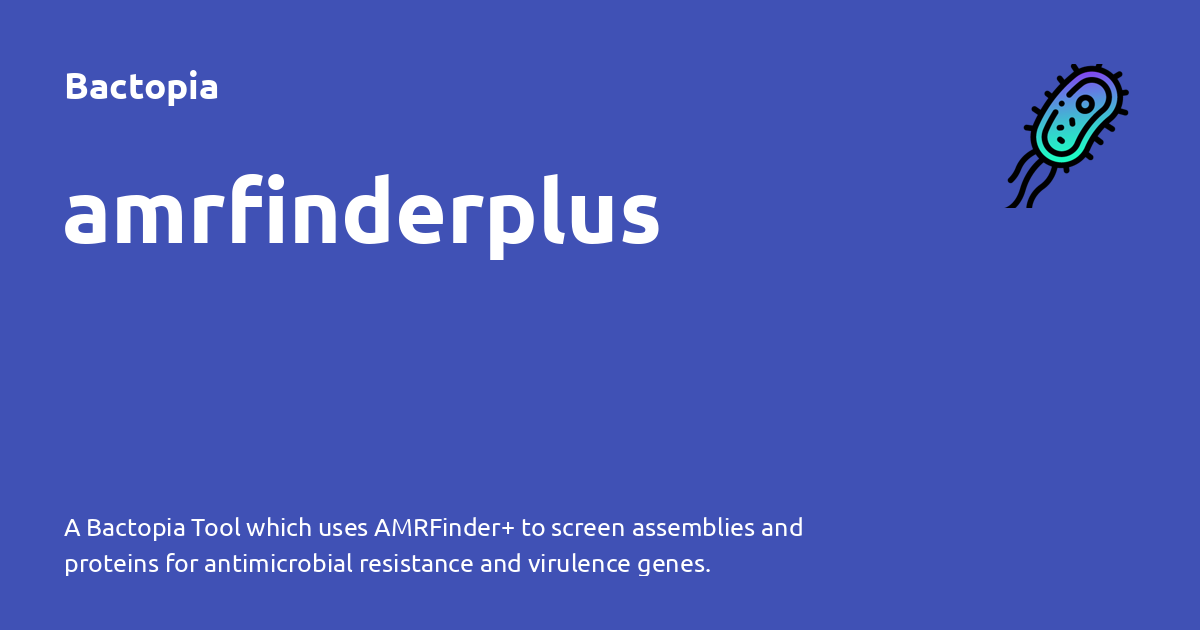 Bactopia
amrfinderplus
A Bactopia Tool which uses AMRFinder+ to screen assemblies and
proteins for antimicrobial resistance and virulence genes.